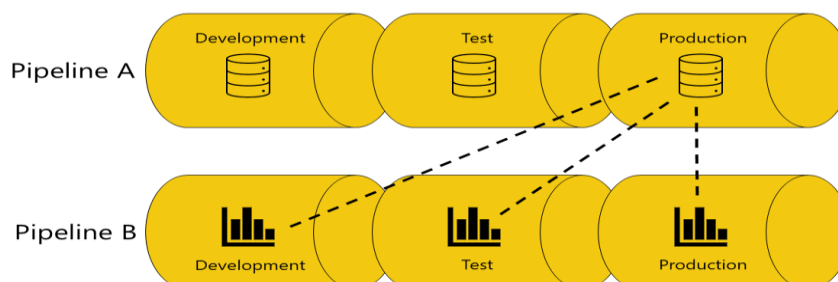 Development
Test
Production
Pipeline A
Pipeline B
Development
Test
Production